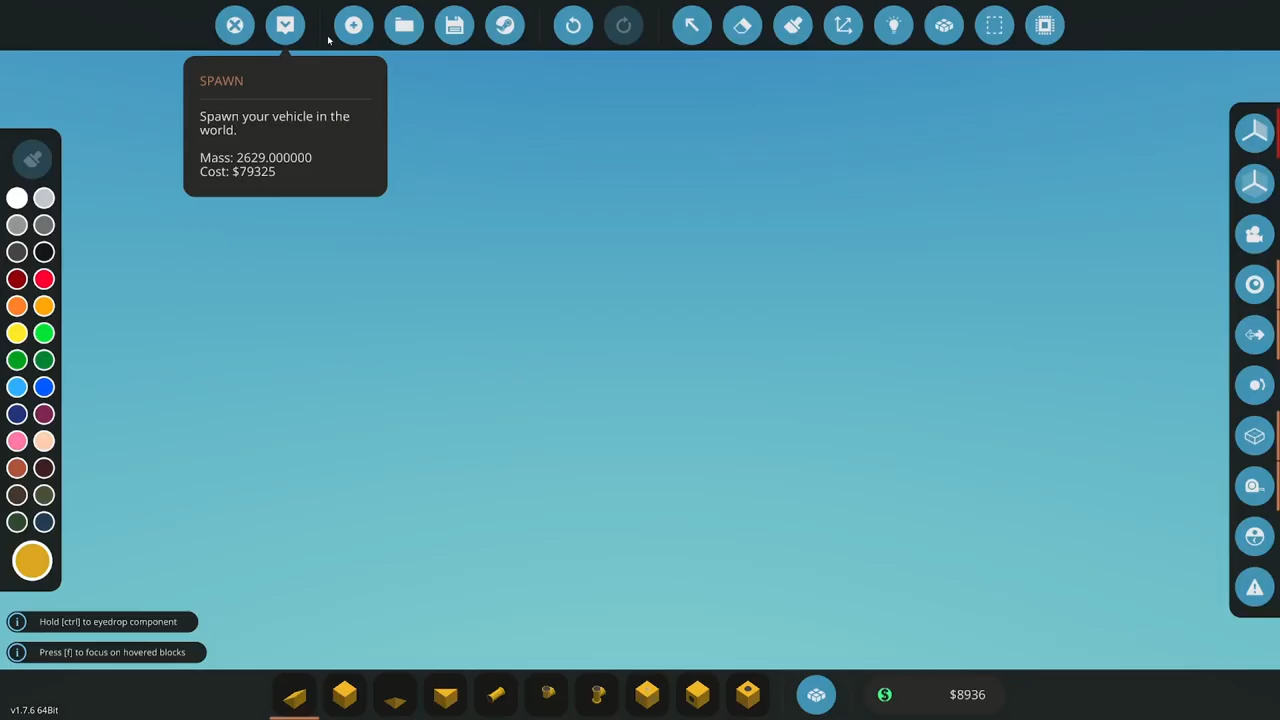 SPAWN
Spawn your vehicle in the
world.
Mass: 2629.000000
Cost: $79325
Hold [ctrl] to eyedrop component
Press [f] to focus on hovered blocks
v1.7.6 64Bit
$8936